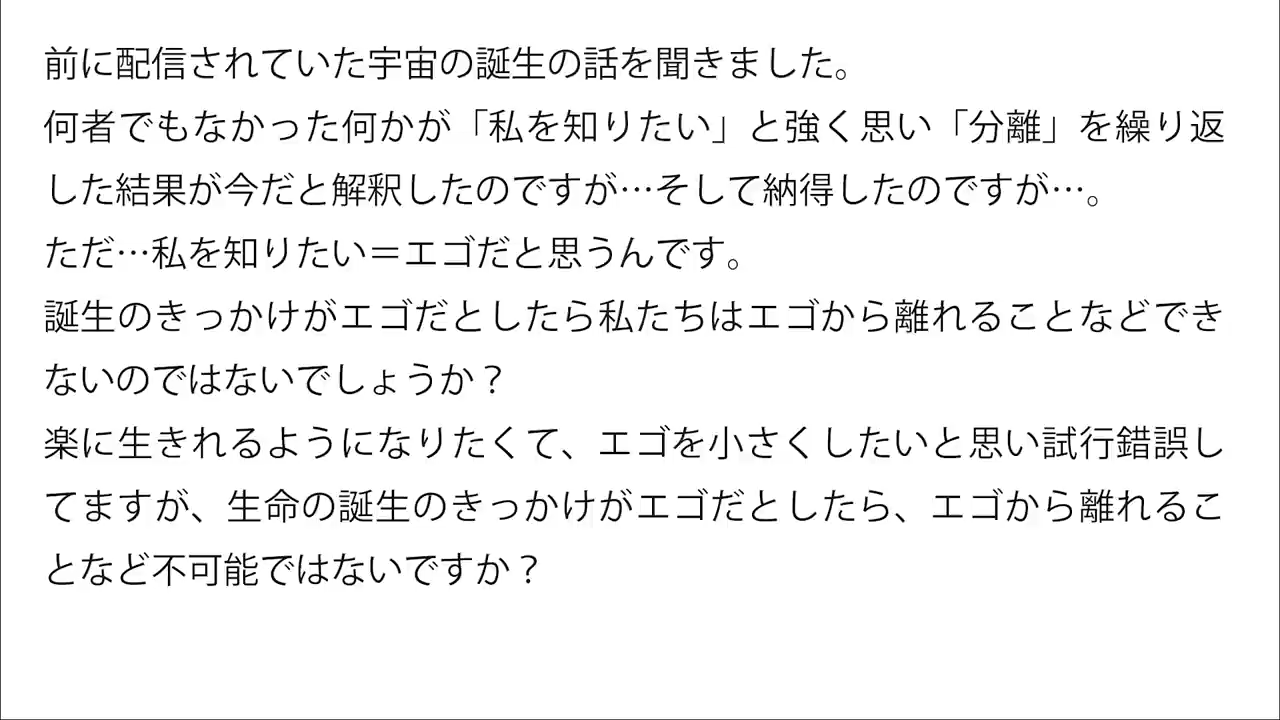 前に配信されていた宇宙の誕生の話を聞きました。
何者でもなかった何かが「私を知りたい」と強く思い「分離」を繰り返
した結果が今だと解釈したのですが…そして納得したのですが…。
ただ…私を知りたい＝エゴだと思うんです。
誕生のきっかけがエゴだとしたら私たちはエゴから離れることなどでき
ないのではないでしょうか？
楽に生きれるようになりたくて、エゴを小さくしたいと思い試行錯誤し
てますが、生命の誕生のきっかけがエゴだとしたら、エゴから離れるこ
となど不可能ではないですか？